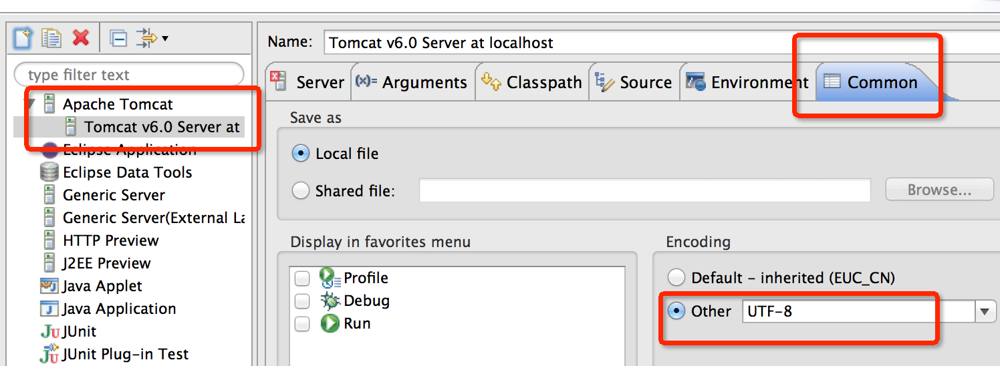 Name: Tomcat v6.0 Server at localhost
type filter text
Apache Tomcat
Tomcat v6.0 Server at
Eclipse Application
Eclipse Data Tools
Generic Server
Generic Server(External La
HTTP Preview
J2EE Preview
Java Applet
Java Application
JUnit
JUnit Plug-in Test
Server (x)= Arguments Classpath Source Environment Common
Save as
Local file
Shared file: Browse...
Display in favorites menu
Profile
Debug
Run
Encoding
Default - inherited (EUC_CN)
Other UTF-8